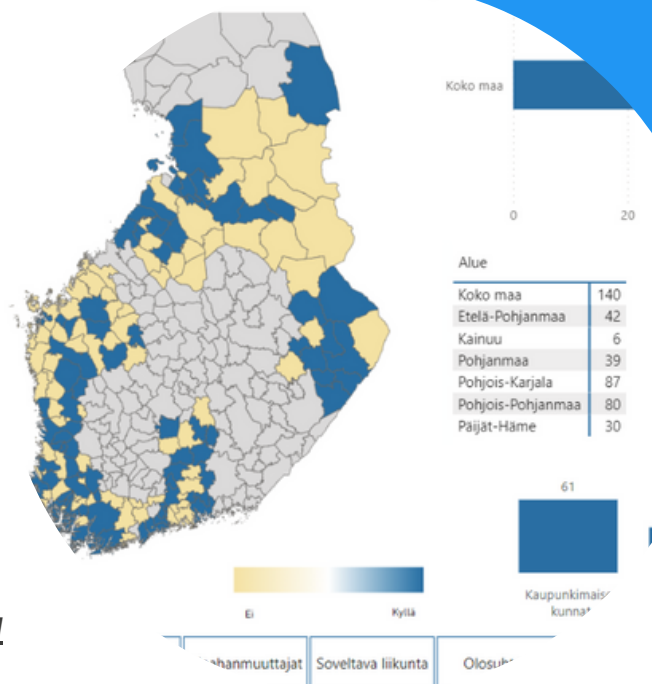 Koko maa
0
20
Alue
Koko maa 140
Etelä-Pohjanmaa 42
Kainuu 6
Pohjanmaa 39
Pohjois-Karjala 87
Pohjois-Pohjanmaa 80
Päijät-Häme 30
61
kunnat
Ei
Kyllä
Soveltava liikunta